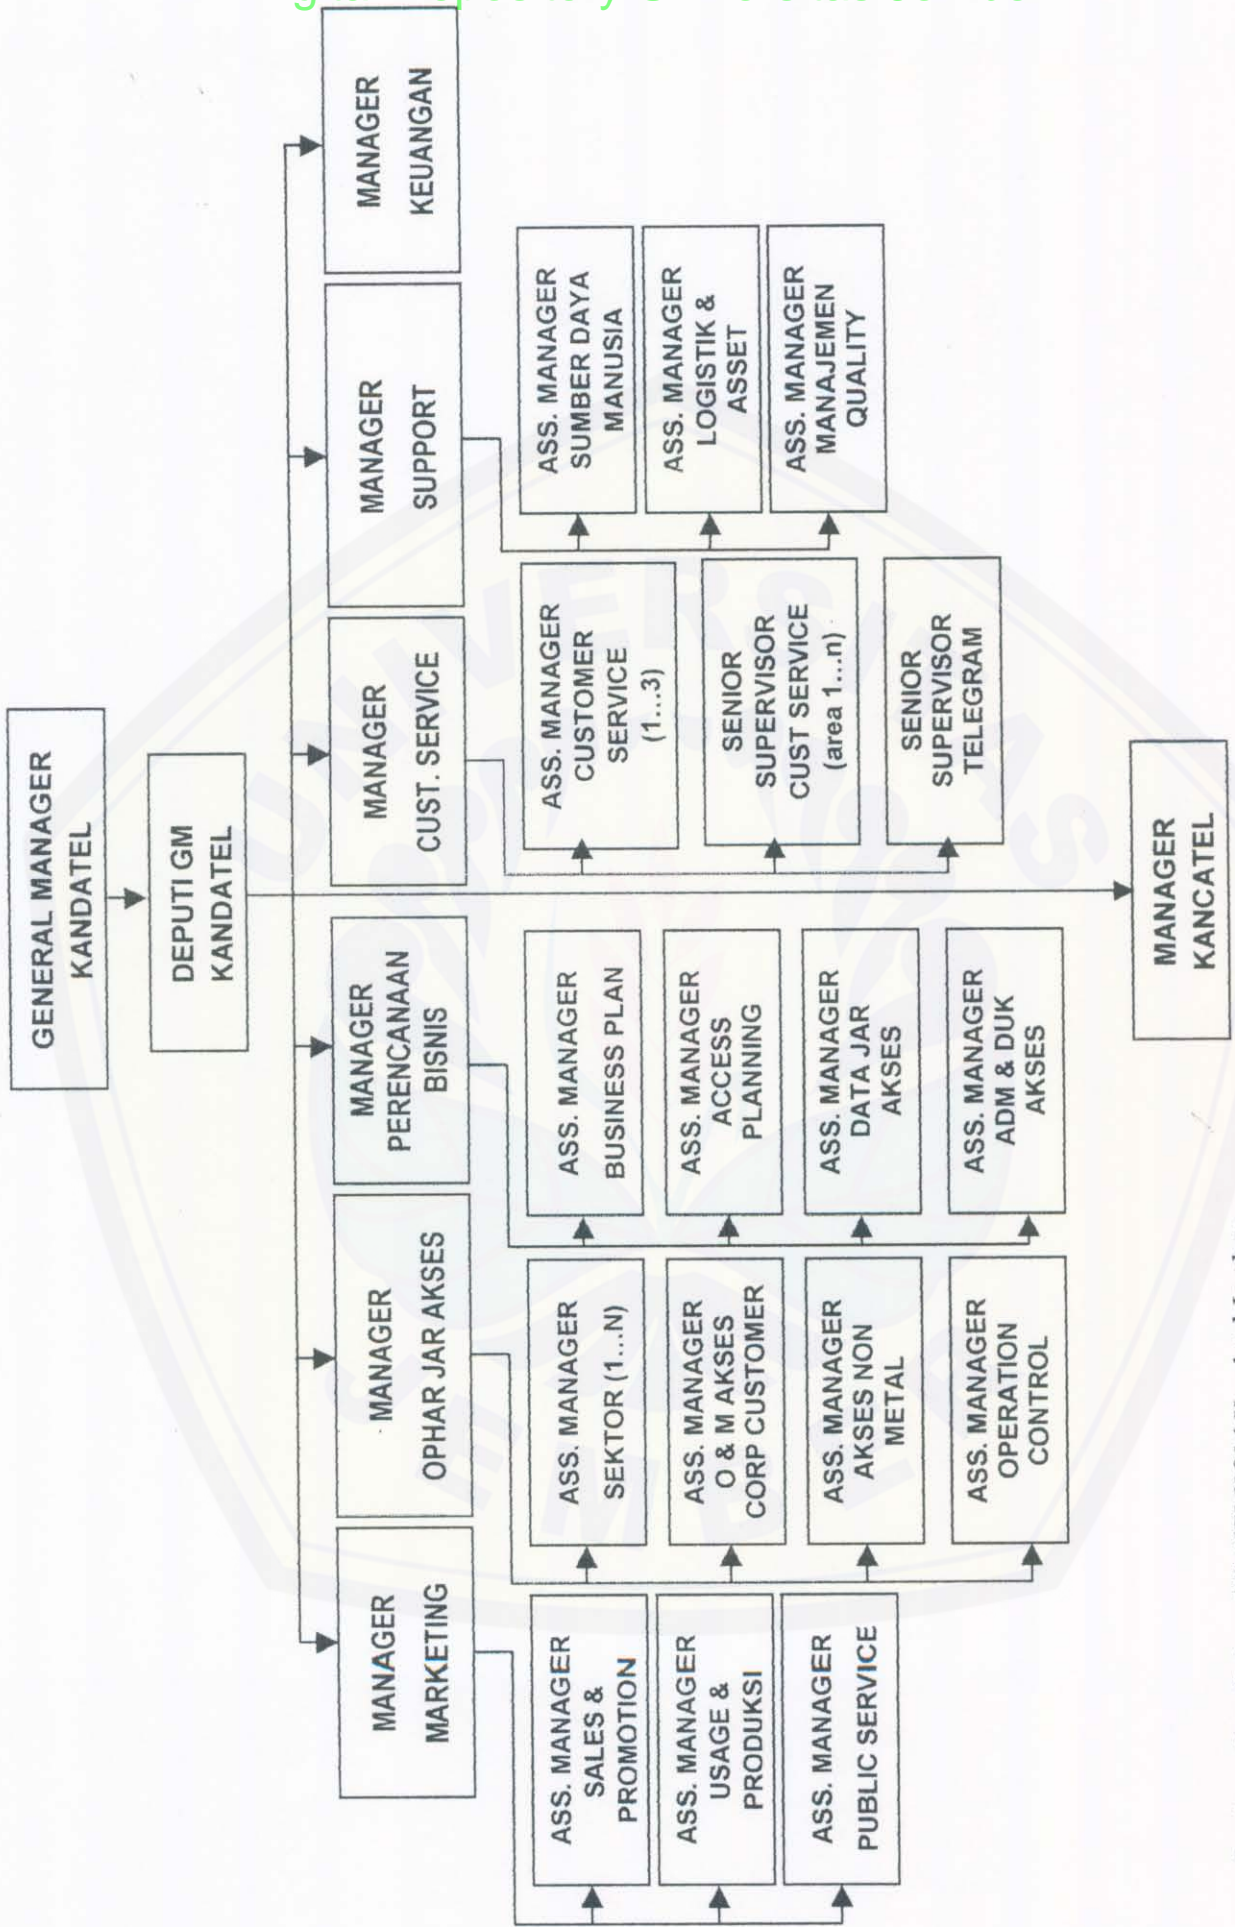 GENERAL MANAGER
KANDATEL
DEPUTI GM
KANDATEL
MANAGER
MARKETING
MANAGER
OPHAR JAR AKSES
MANAGER
PERENCANAAN
BISNIS
MANAGER
CUST. SERVICE
MANAGER
SUPPORT
MANAGER
KEUANGAN
ASS. MANAGER
SALES &
PROMOTION
ASS. MANAGER
USAGE &
PRODUKSI
ASS. MANAGER
PUBLIC SERVICE
ASS. MANAGER
SEKTOR (1...N)
ASS. MANAGER
O & M AKSES
CORP CUSTOMER
ASS. MANAGER
AKSES NON
METAL
ASS. MANAGER
OPERATION
CONTROL
ASS. MANAGER
BUSINESS PLAN
ASS. MANAGER
ACCESS
PLANNING
ASS. MANAGER
DATA JAR
AKSES
ASS. MANAGER
ADM & DUK
AKSES
ASS. MANAGER
CUSTOMER
SERVICE
(1...3)
SENIOR
SUPERVISOR
CUST SERVICE
(area 1...n)
SENIOR
SUPERVISOR
TELEGRAM
ASS. MANAGER
SUMBER DAYA
MANUSIA
ASS. MANAGER
LOGISTIK &
ASSET
ASS. MANAGER
MANAJEMEN
QUALITY
MANAGER
KANCATEL
UNIVERSITAS
JEMBER